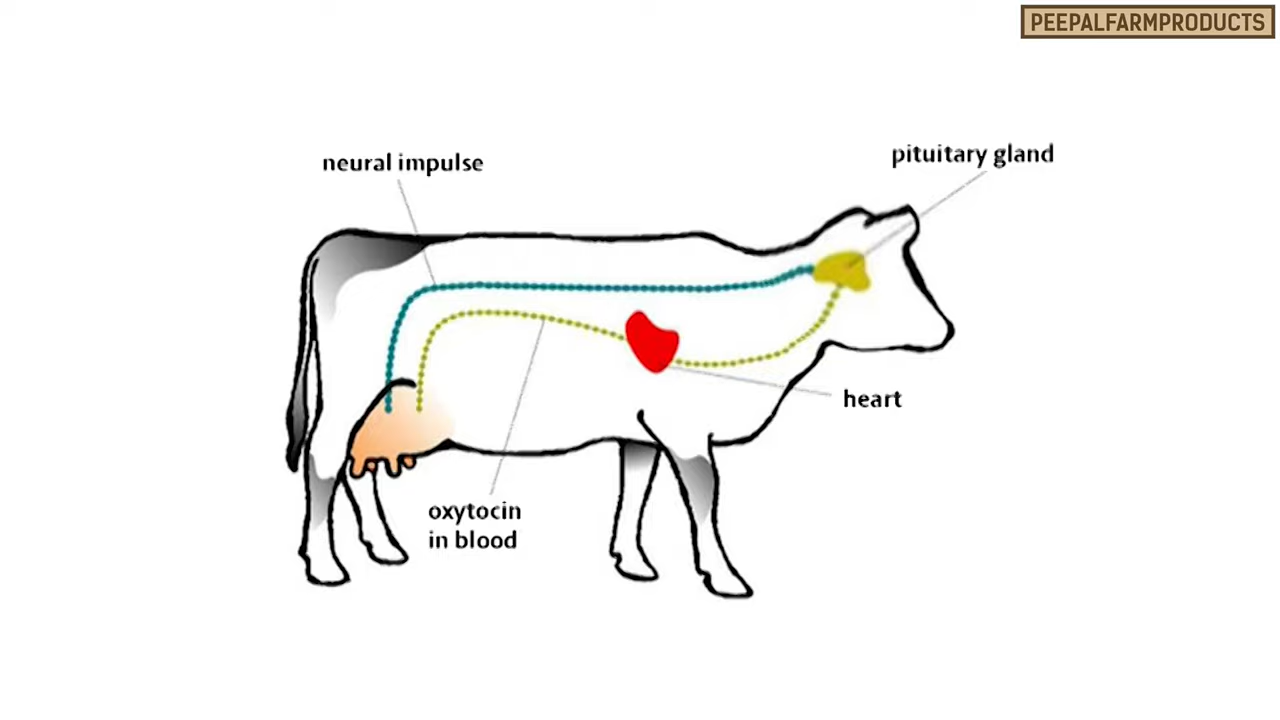 PEEPALFARMPRODUCTS
neural impulse
pituitary gland
heart
oxytocin
in blood